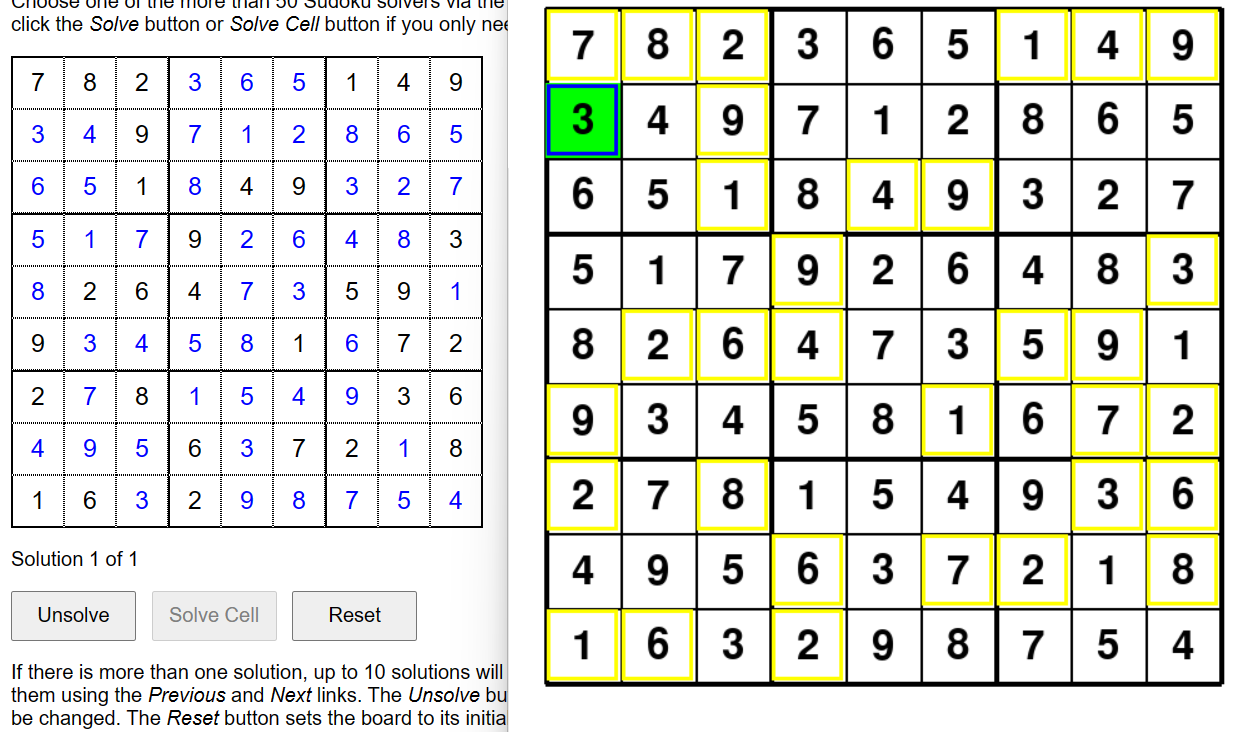 Choose one of the more than 50 Sudoku solvers via the
click the Solve button or Solve Cell button if you only nee
7 8 2 3 6 5 1 4 9
3 4 9 7 1 2 8 6 5
6 5 1 8 4 9 3 2 7
5 1 7 9 2 6 4 8 3
8 2 6 4 7 3 5 9 1
9 3 4 5 8 1 6 7 2
2 7 8 1 5 4 9 3 6
4 9 5 6 3 7 2 1 8
1 6 3 2 9 8 7 5 4
Solution 1 of 1
Unsolve Solve Cell Reset
If there is more than one solution, up to 10 solutions will
them using the Previous and Next links. The Unsolve bu
be changed. The Reset button sets the board to its initia
7 8 2 3 6 5 1 4 9
3 4 9 7 1 2 8 6 5
6 5 1 8 4 9 3 2 7
5 1 7 9 2 6 4 8 3
8 2 6 4 7 3 5 9 1
9 3 4 5 8 1 6 7 2
2 7 8 1 5 4 9 3 6
4 9 5 6 3 7 2 1 8
1 6 3 2 9 8 7 5 4